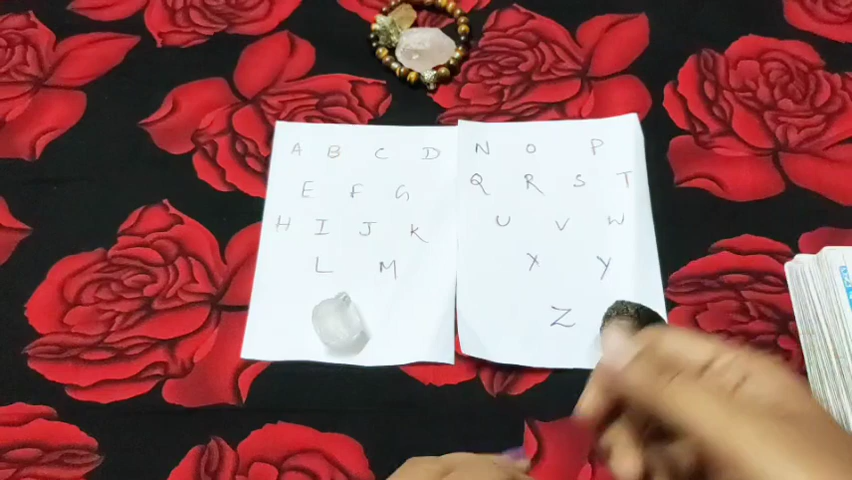 A B C D
E F G
H I J K
L M
N O P
Q R S T
U V W
X Y
Z